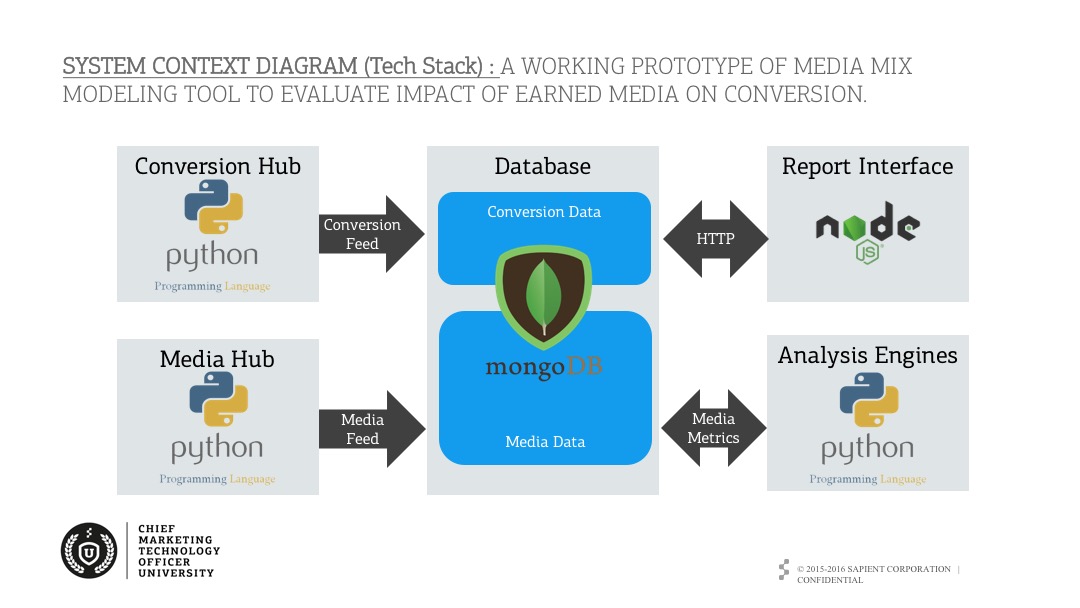 SYSTEM CONTEXT DIAGRAM (Tech Stack) : A WORKING PROTOTYPE OF MEDIA MIX
MODELING TOOL TO EVALUATE IMPACT OF EARNED MEDIA ON CONVERSION.
Conversion Hub
python
Programming Language
Conversion
Feed
Database
Conversion Data
mongoDB
Media Data
HTTP
Report Interface
node
JS
Media Hub
python
Programming Language
Media
Feed
Media
Metrics
Analysis Engines
python
Programming Language
U
CHIEF
MARKETING
TECHNOLOGY
OFFICER
UNIVERSITY
© 2015-2016 SAPIENT CORPORATION |
CONFIDENTIAL